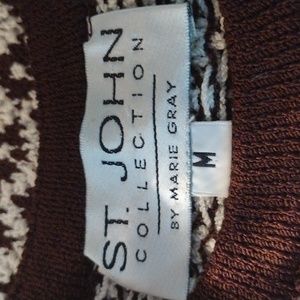 ST. JOHN
COLLECTION
BY MARIE GRAY
M